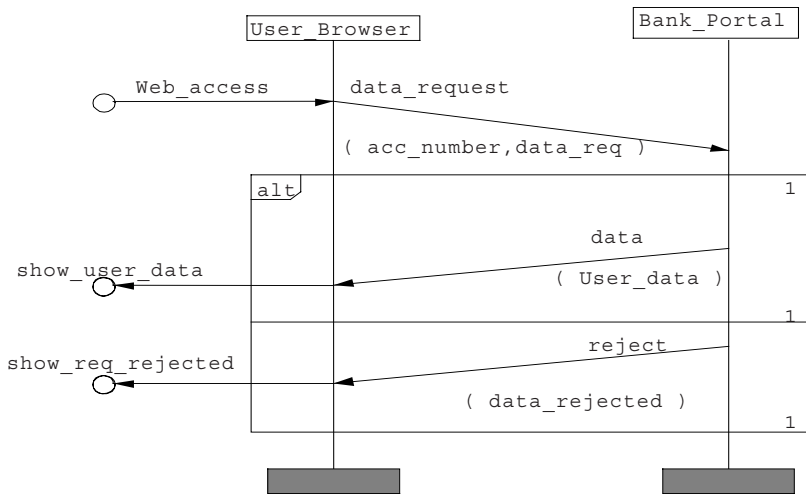 User_Browser
Bank_Portal
Web_access
data_request
( acc_number,data_req )
alt
1
data
show_user_data
( User_data )
1
reject
show_req_rejected
( data_rejected )
1